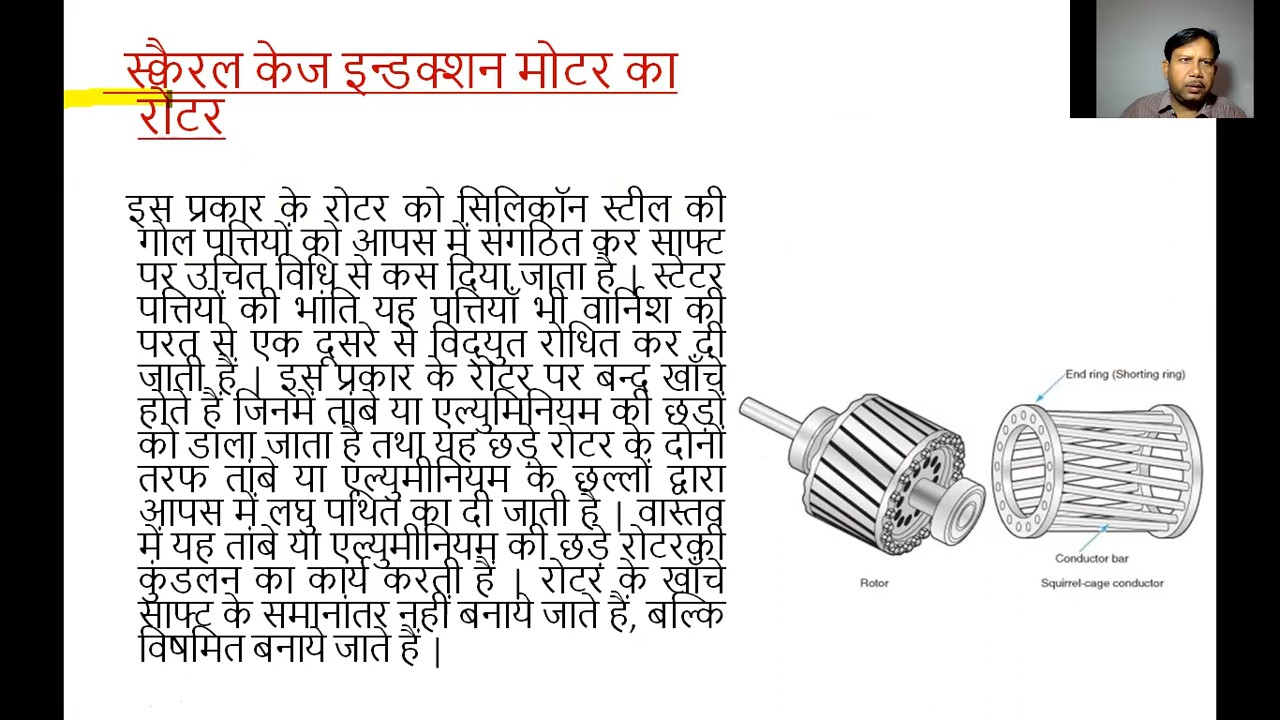 स्क्वैरल केज इन्डक्शन मोटर का
रोटर
इस प्रकार के रोटर को सिलिकॉन स्टील की
गोल पत्तियों को आपस में संगठित कर साफ्ट
पर उचित विधि से कस दिया जाता है । स्टेटर
पत्तियों की भांति यह पत्तियाँ भी वार्निश की
परत से एक दूसरे से विद्युत रोधित कर दी
जाती हैं । इस प्रकार के रोटर पर बन्द खाँचे
होते हैं जिनमें तांबे या एल्युमिनियम की छड़ों
को डाला जाता है तथा यह छड़े रोटर के दोनों
तरफ तांबे या एल्युमीनियम के छल्लों द्वारा
आपस में लघु पथित का दी जाती है । वास्तव
में यह तांबे या एल्युमीनियम की छड़े रोटरकी
कुंडलन का कार्य करती हैं । रोटर के खाँचे
साफ्ट के समानांतर नहीं बनाये जाते हैं, बल्कि
विषमित बनाये जाते हैं ।
End ring (Shorting ring)
Conductor bar
Rotor
Squirrel-cage conductor